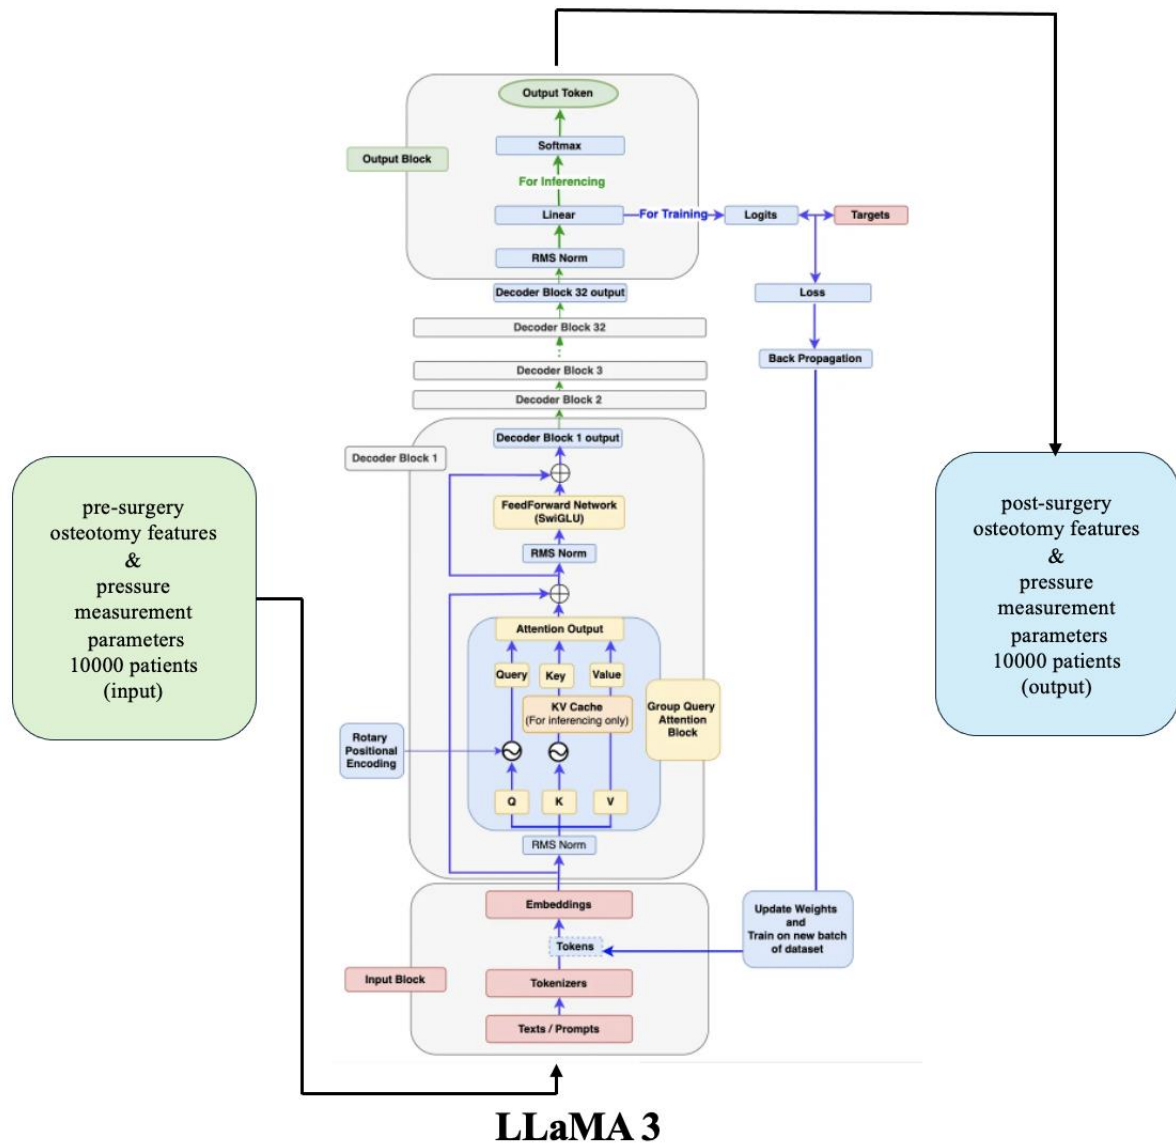 Output Token
Softmax
Output Block
For Inferencing
Linear
For Training
Logits
Targets
RMS Norm
Decoder Block 32 output
Loss
Decoder Block 32
Back Propagation
Decoder Block 3
Decoder Block 2
Decoder Block 1 output
Decoder Block 1
FeedForward Network
(SwiGLU)
RMS Norm
Attention Output
Query
Key
Value
KV Cache
(For inferencing only)
Group Query
Attention
Block
Rotary
Positional
Encoding
Q
K
V
RMS Norm
Embeddings
Tokens
Update Weights
and
Train on new batch
of dataset
Input Block
Tokenizers
Texts / Prompts
pre-surgery
osteotomy features
&
pressure
measurement
parameters
10000 patients
(input)
post-surgery
osteotomy features
&
pressure
measurement
parameters
10000 patients
(output)
LLaMA 3